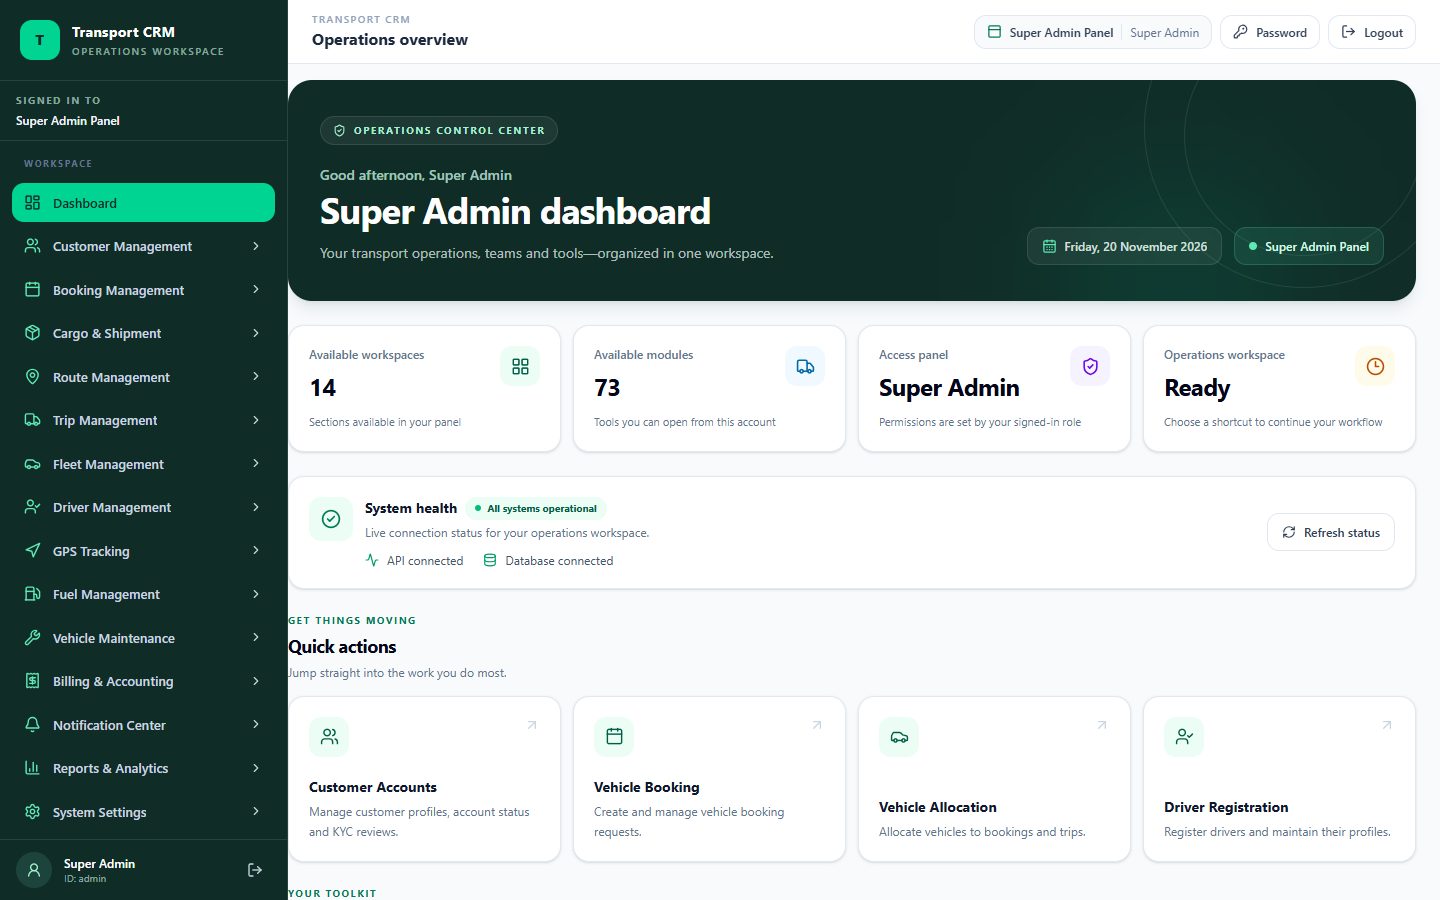 T
Transport CRM
OPERATIONS WORKSPACE
SIGNED IN TO
Super Admin Panel
WORKSPACE
Dashboard
Customer Management
Booking Management
Cargo & Shipment
Route Management
Trip Management
Fleet Management
Driver Management
GPS Tracking
Fuel Management
Vehicle Maintenance
Billing & Accounting
Notification Center
Reports & Analytics
System Settings
Super Admin
ID: admin
TRANSPORT CRM
Operations overview
Super Admin Panel | Super Admin
Password
Logout
OPERATIONS CONTROL CENTER
Good afternoon, Super Admin
Super Admin dashboard
Your transport operations, teams and tools—organized in one workspace.
Friday, 20 November 2026
Super Admin Panel
Available workspaces
14
Sections available in your panel
Available modules
73
Tools you can open from this account
Access panel
Super Admin
Permissions are set by your signed-in role
Operations workspace
Ready
Choose a shortcut to continue your workflow
System health
All systems operational
Live connection status for your operations workspace.
API connected
Database connected
Refresh status
GET THINGS MOVING
Quick actions
Jump straight into the work you do most.
Customer Accounts
Manage customer profiles, account status
and KYC reviews.
Vehicle Booking
Create and manage vehicle booking
requests.
Vehicle Allocation
Allocate vehicles to bookings and trips.
Driver Registration
Register drivers and maintain their profiles.
YOUR TOOLKIT